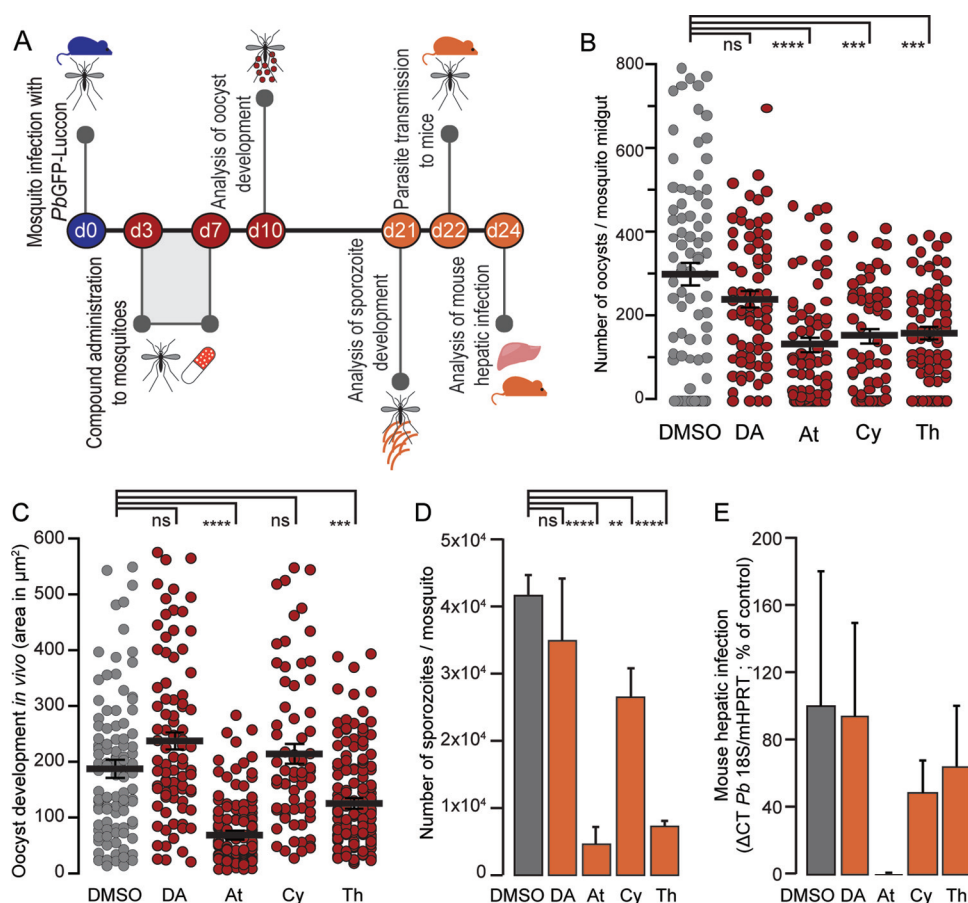 A
Mosquito infection with
PbGFP-Luccon
Compound administration
to mosquitoes
Analysis of oocyst
development
Analysis of sporozoite
development
Parasite transmission
to mice
Analysis of mouse
hepatic infection
d0 d3 d7 d10 d21 d22 d24
B
ns **** *** ***
Number of oocysts / mosquito midgut
800
600
400
200
0
DMSO DA At Cy Th
C
ns **** ns ***
Oocyst development in vivo (area in µm²)
600
500
400
300
200
100
0
DMSO DA At Cy Th
D
ns **** ** ****
Number of sporozoites / mosquito
5x10⁴
4x10⁴
3x10⁴
2x10⁴
1x10⁴
0
DMSO DA At Cy Th
E
Mouse hepatic infection
(ΔCT Pb 18S/mHPRT ; % of control)
200
160
120
80
40
0
DMSO DA At Cy Th